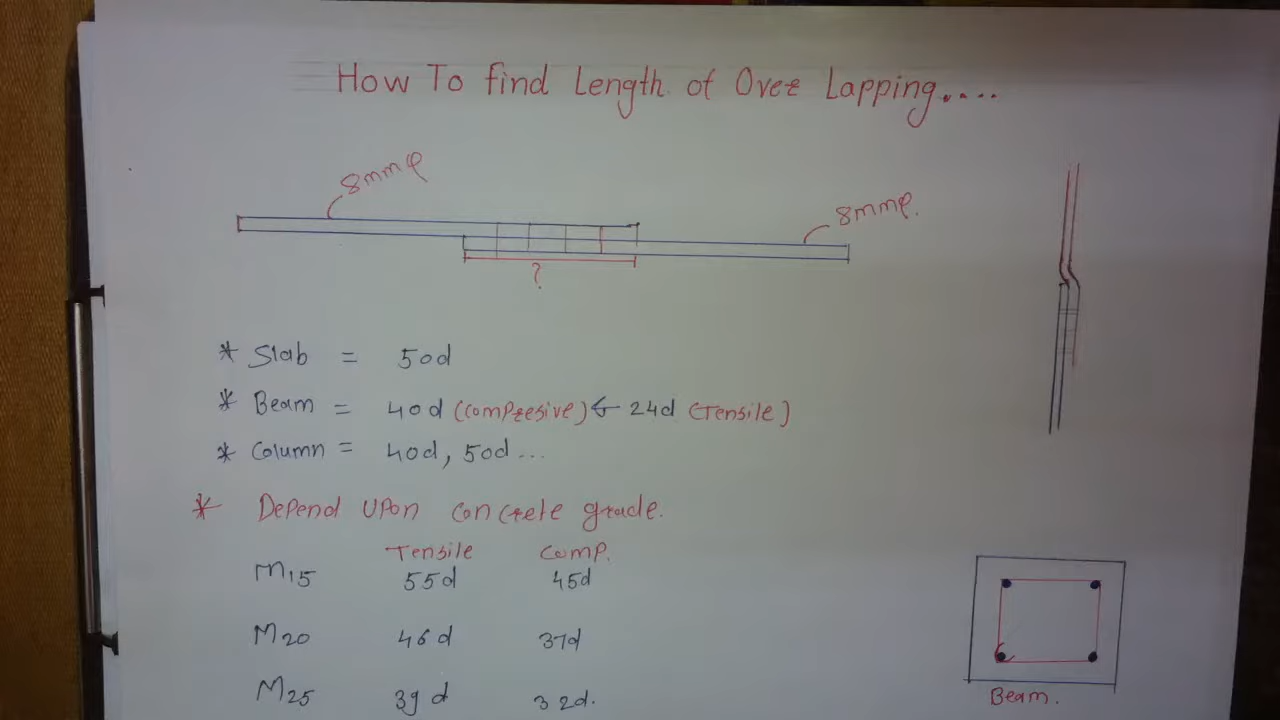 How To find Length of Over Lapping....
8mmφ
8mmφ.
?
* Slab = 50d
* Beam = 40d (compresive) & 24d (Tensile)
* Column = 40d, 50d...
* Depend Upon concrete grade.
Tensile Comp.
M15 55d 45d
M20 46d 37d
M25 39d 32d.
Beam.